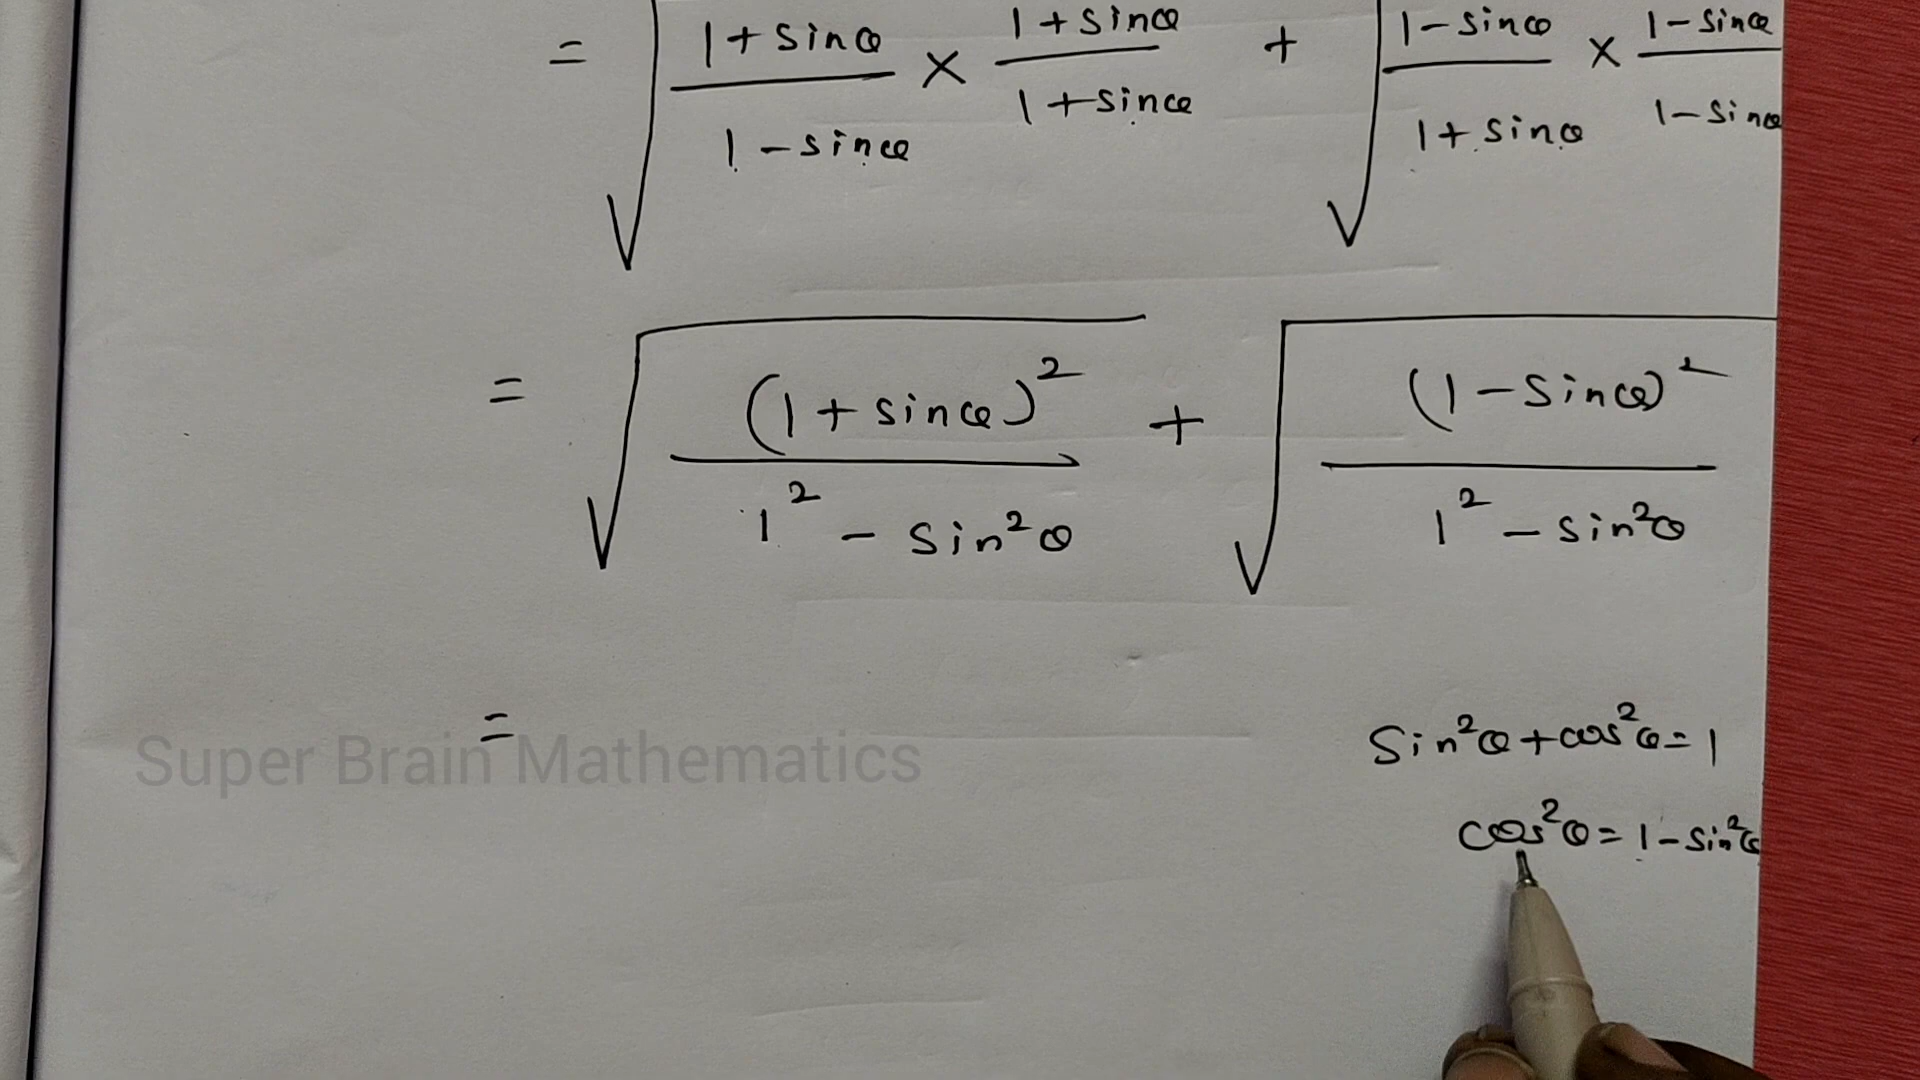 = √((1 + sinθ)/(1 - sinθ) × (1 + sinθ)/(1 + sinθ)) + √((1 - sinθ)/(1 + sinθ) × (1 - sinθ)/(1 - sinθ))
= √((1 + sinθ)²/(1² - sin²θ)) + √((1 - sinθ)²/(1² - sin²θ))
=
Sin²θ + cos²θ = 1
Super Brain Mathematics
cos²θ = 1 - sin²θ